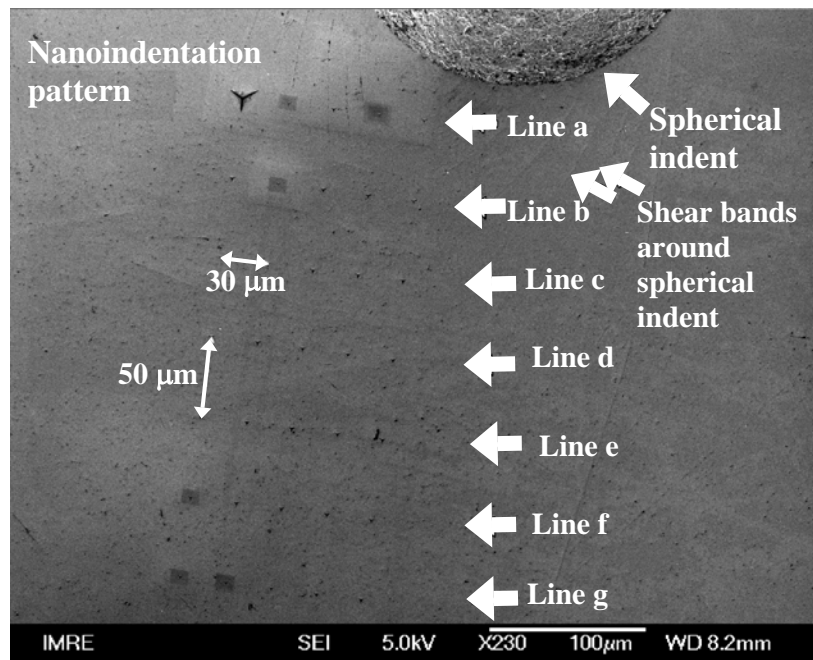 Nanoindentation
pattern
Line a
Spherical
indent
Line b
Shear bands
around
spherical
indent
30 μm
Line c
50 μm
Line d
Line e
Line f
Line g
IMRE SEI 5.0kV X230 100μm WD 8.2mm